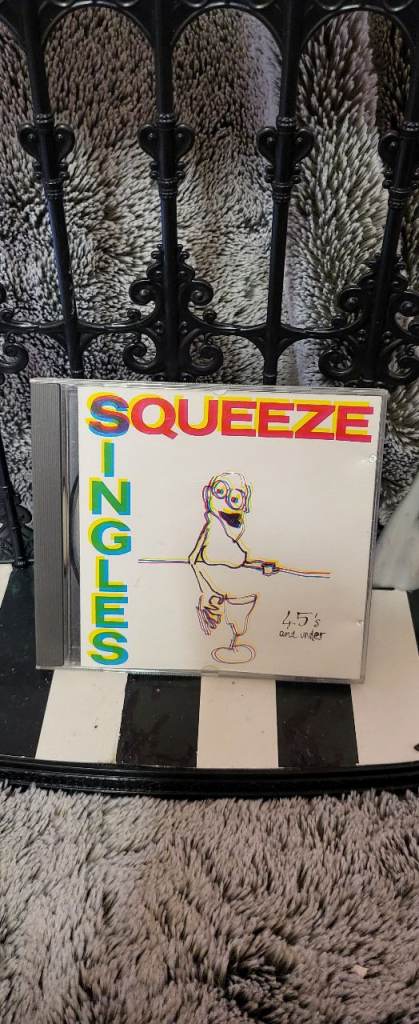 SQUEEZE
SINGLES
45's
and under